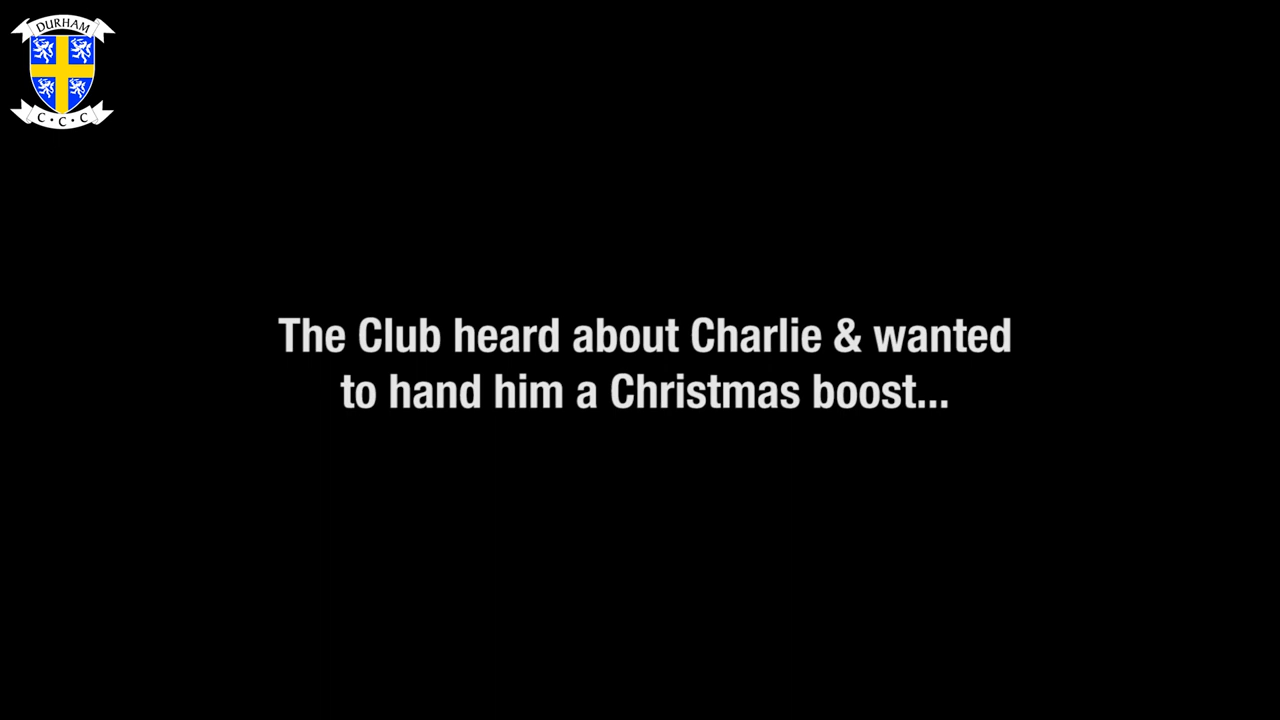 DURHAM
C • C • C
The Club heard about Charlie & wanted
to hand him a Christmas boost...